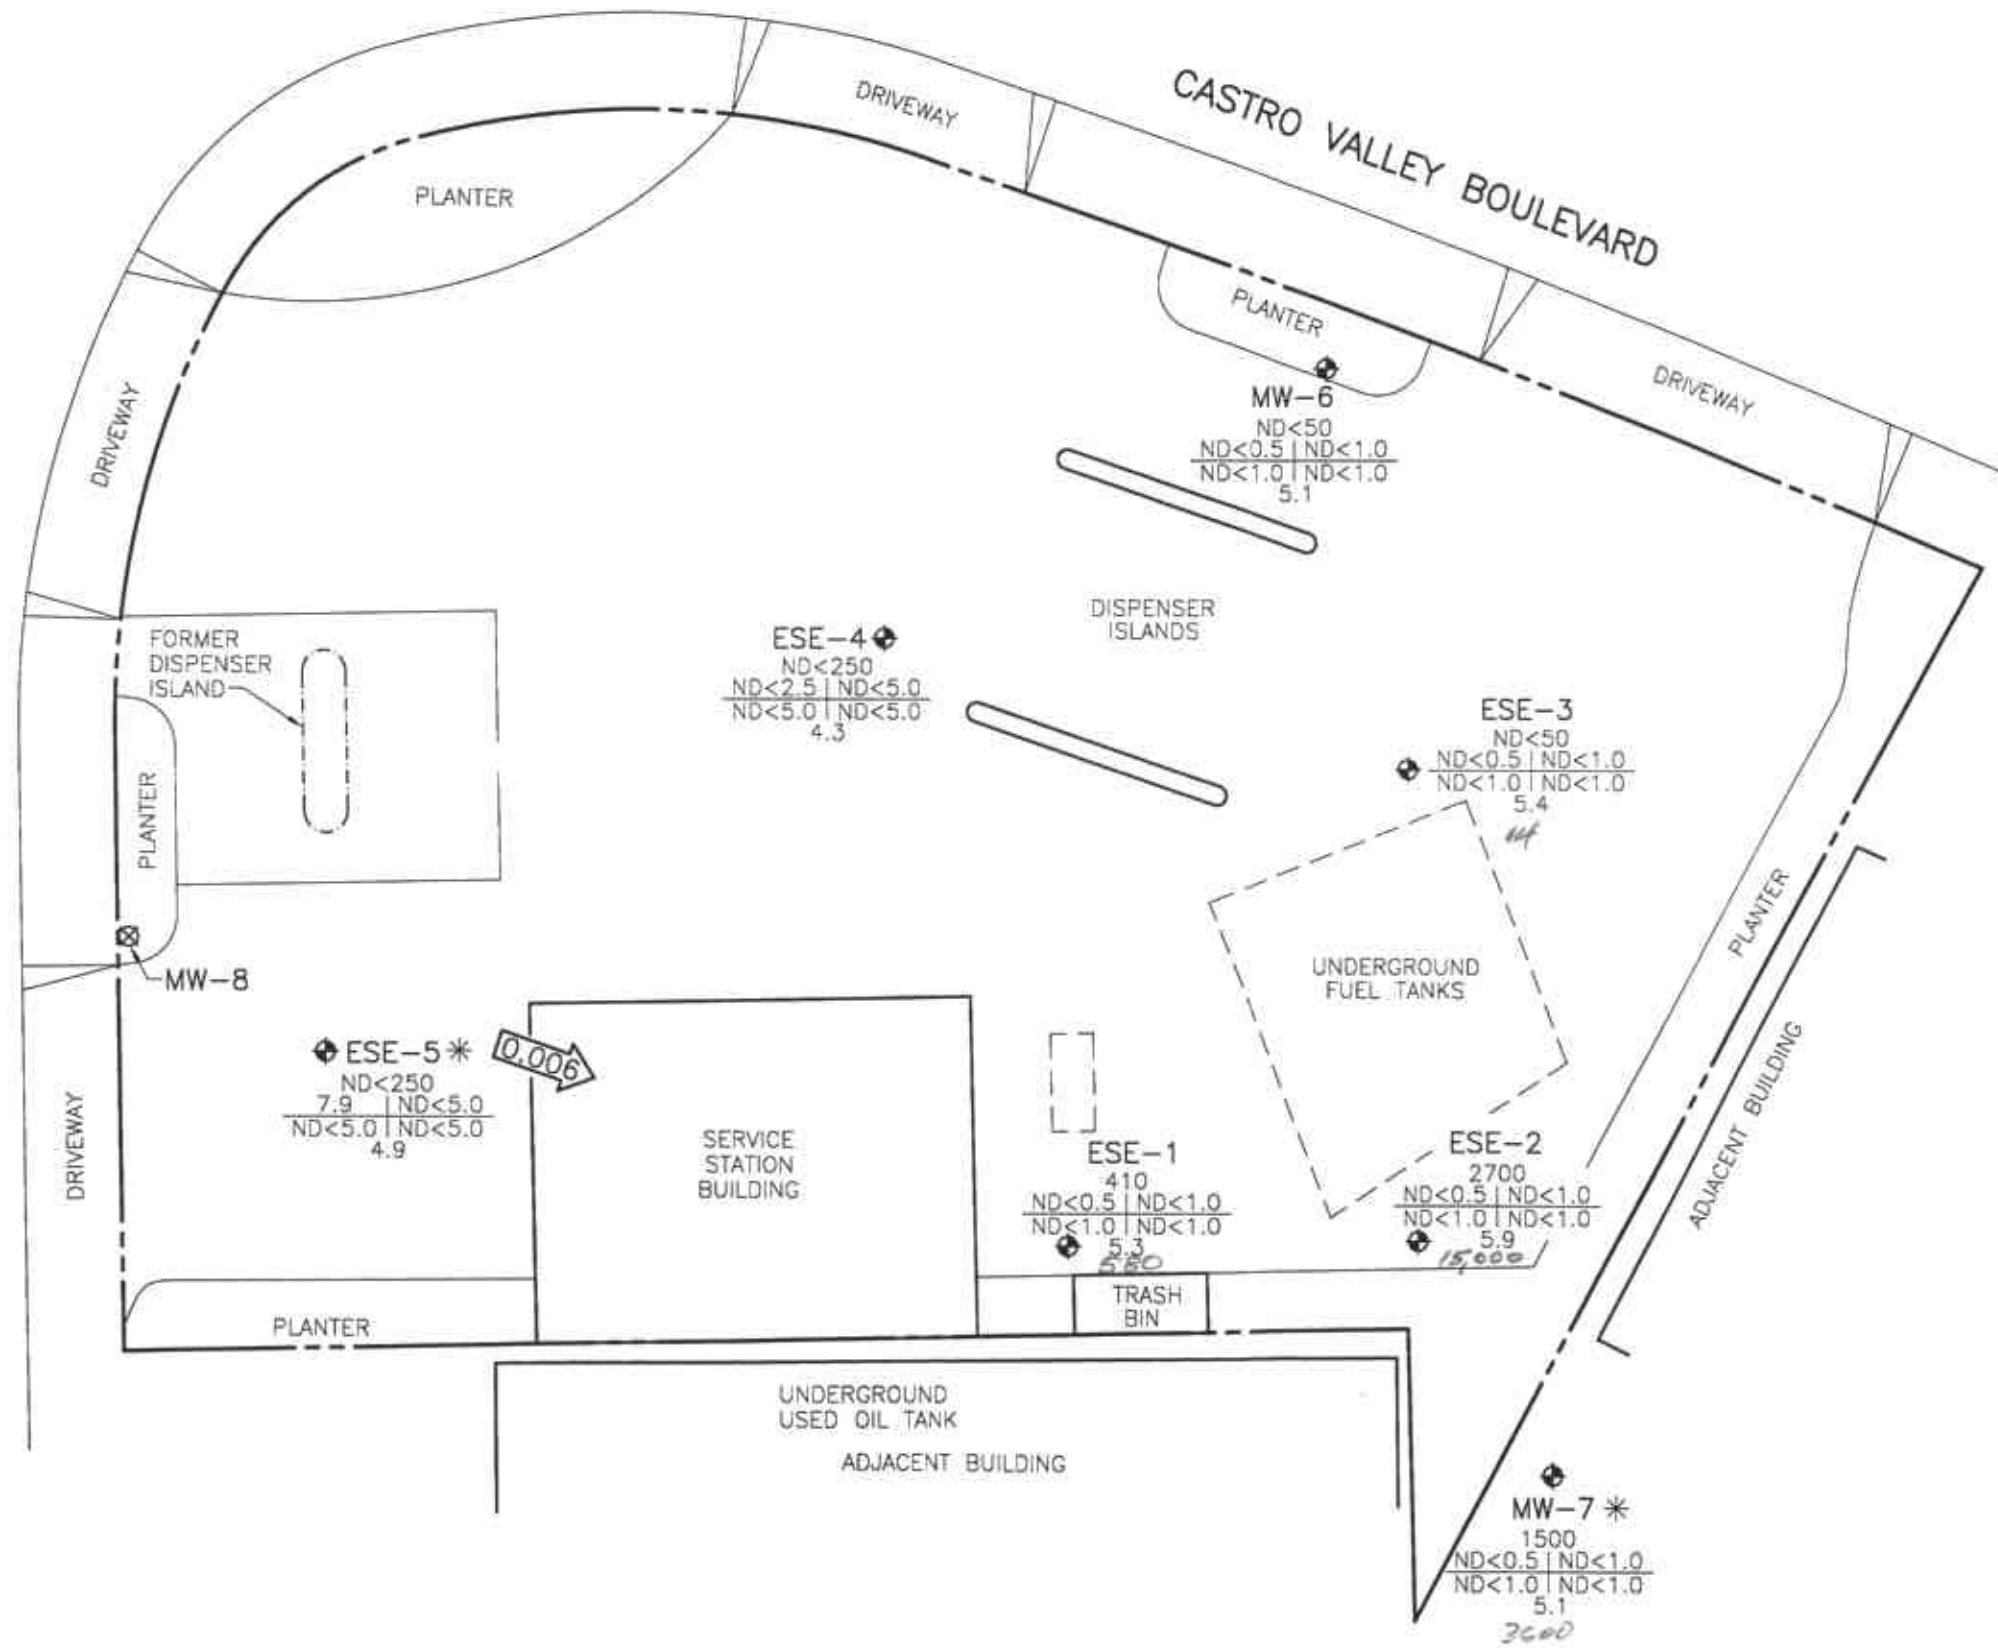 CASTRO VALLEY BOULEVARD
DRIVEWAY
PLANTER
PLANTER
DRIVEWAY
MW-6
ND<50
ND<0.5 | ND<1.0
ND<1.0 | ND<1.0
5.1
DRIVEWAY
FORMER
DISPENSER
ISLAND
PLANTER
MW-8
ESE-4
ND<250
ND<2.5 | ND<5.0
ND<5.0 | ND<5.0
4.3
DISPENSER
ISLANDS
ESE-3
ND<50
ND<0.5 | ND<1.0
ND<1.0 | ND<1.0
5.4
PLANTER
UNDERGROUND
FUEL TANKS
ADJACENT BUILDING
DRIVEWAY
ESE-5 *
ND<250
7.9 | ND<5.0
ND<5.0 | ND<5.0
4.9
0.006
SERVICE
STATION
BUILDING
ESE-1
410
ND<0.5 | ND<1.0
ND<1.0 | ND<1.0
5.3
560
ESE-2
2700
ND<0.5 | ND<1.0
ND<1.0 | ND<1.0
5.9
15,000
TRASH
BIN
PLANTER
UNDERGROUND
USED OIL TANK
ADJACENT BUILDING
MW-7 *
1500
ND<0.5 | ND<1.0
ND<1.0 | ND<1.0
5.1
3600